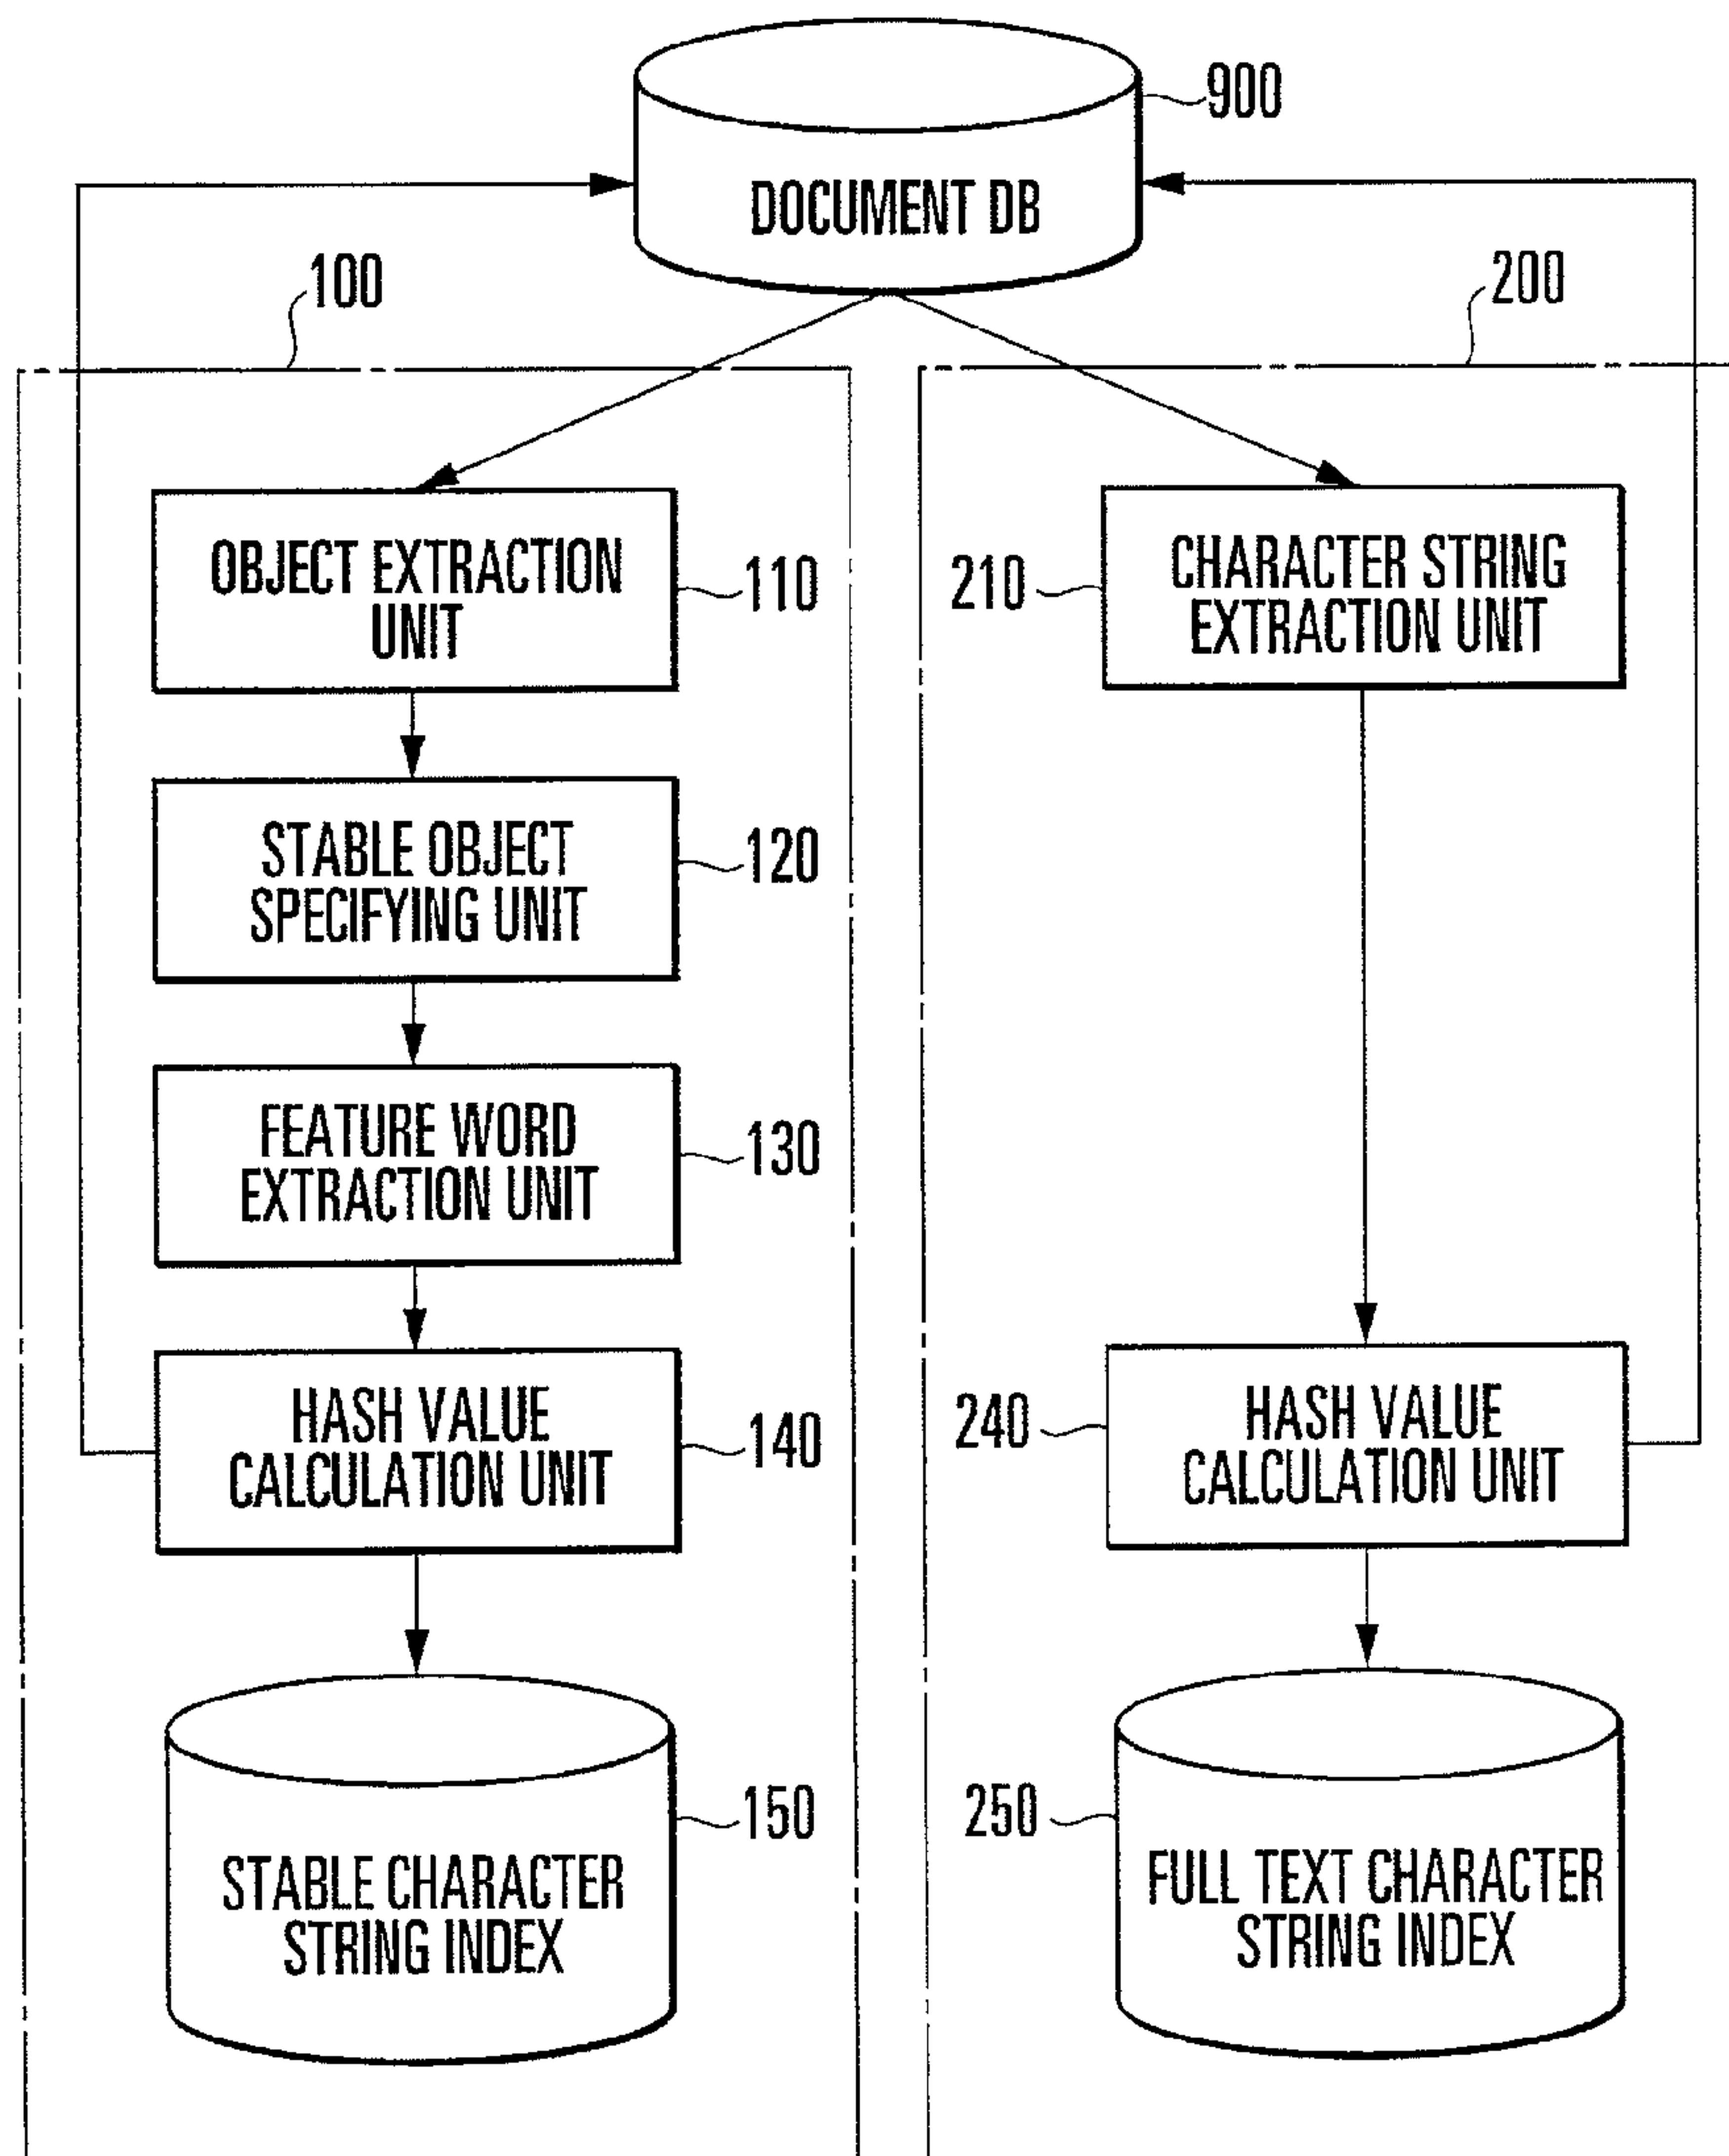 900
DOCUMENT DB
100
200
OBJECT EXTRACTION
UNIT
110
210
CHARACTER STRING
EXTRACTION UNIT
STABLE OBJECT
SPECIFYING UNIT
120
FEATURE WORD
EXTRACTION UNIT
130
HASH VALUE
CALCULATION UNIT
140
240
HASH VALUE
CALCULATION UNIT
STABLE CHARACTER
STRING INDEX
150
250
FULL TEXT CHARACTER
STRING INDEX